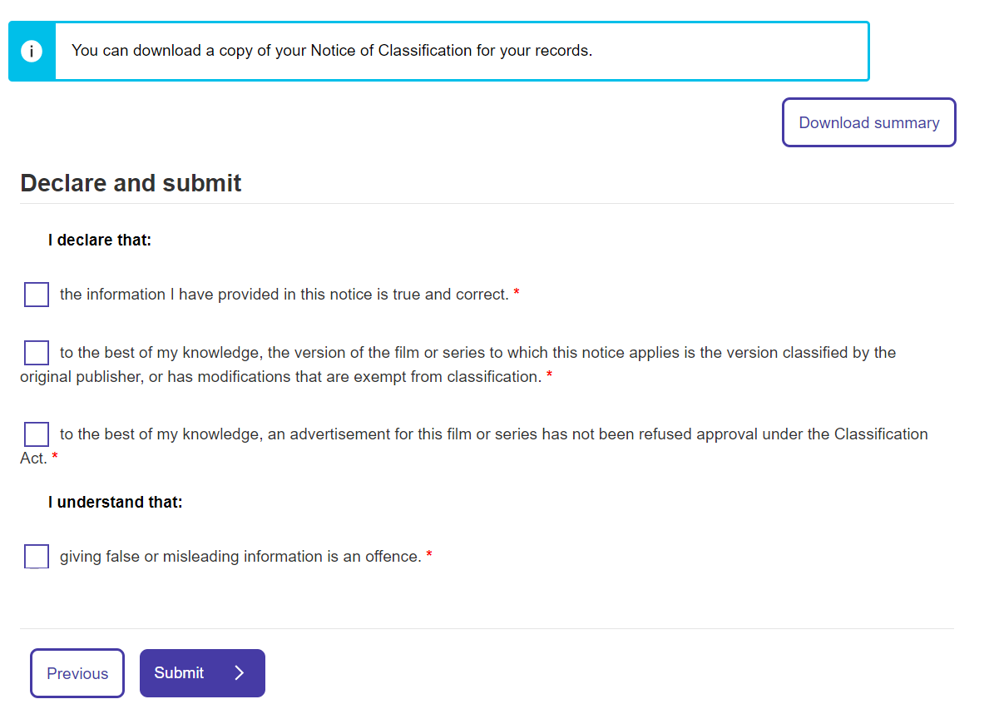 You can download a copy of your Notice of Classification for your records.
Download summary
Declare and submit
I declare that:
the information I have provided in this notice is true and correct. *
to the best of my knowledge, the version of the film or series to which this notice applies is the version classified by the
original publisher, or has modifications that are exempt from classification. *
to the best of my knowledge, an advertisement for this film or series has not been refused approval under the Classification
Act. *
I understand that:
giving false or misleading information is an offence. *
Previous
Submit